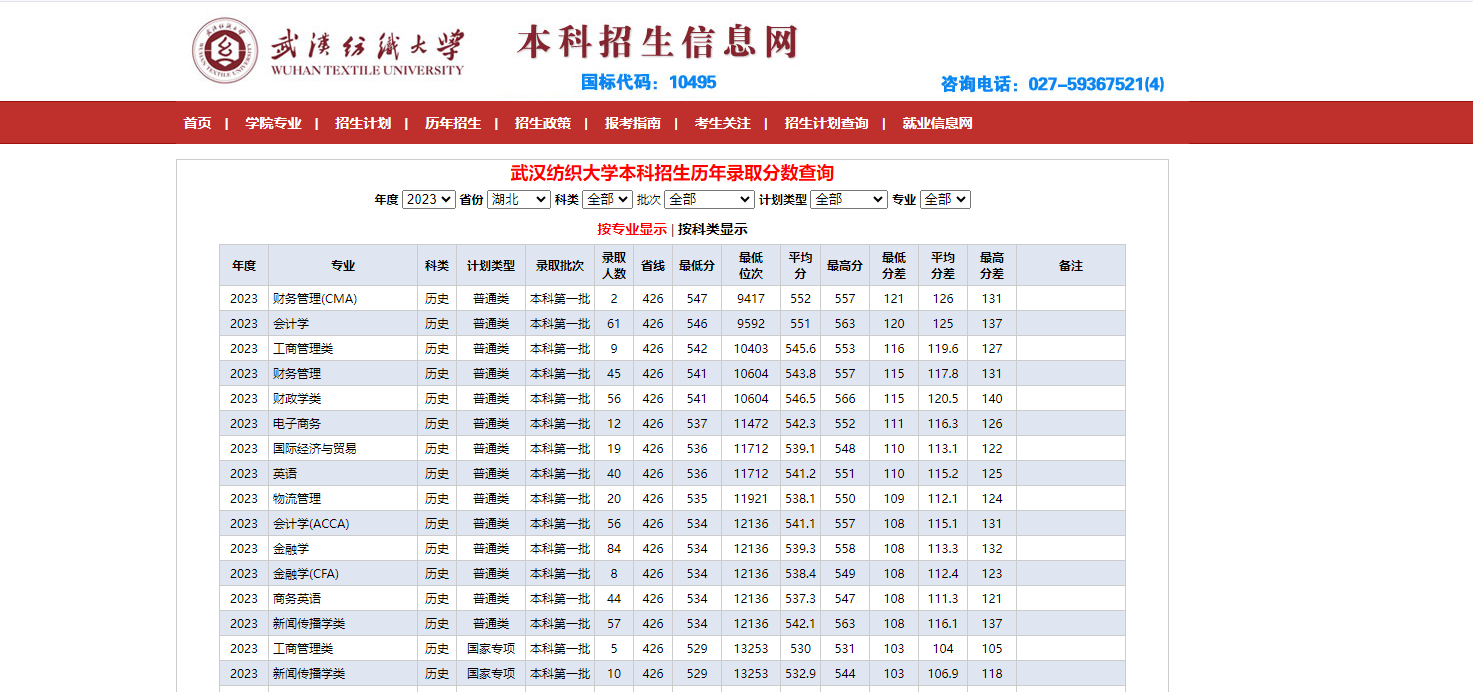 武汉纺织大学 本科招生信息网
WUHAN TEXTILE UNIVERSITY
国标代码：10495 咨询电话：027-59367521(4)
首页 | 学院专业 | 招生计划 | 历年招生 | 招生政策 | 报考指南 | 考生关注 | 招生计划查询 | 就业信息网
武汉纺织大学本科招生历年录取分数查询
年度 2023 省份 湖北 科类 全部 批次 全部 计划类型 全部 专业 全部
按专业显示 | 按科类显示
年度 专业 科类 计划类型 录取批次 录取人数 省线 最低分 最低位次 平均分 最高分 最低分差 平均分差 最高分差 备注
2023 财务管理(CMA) 历史 普通类 本科第一批 2 426 547 9417 552 557 121 126 131
2023 会计学 历史 普通类 本科第一批 61 426 546 9592 551 563 120 125 137
2023 工商管理类 历史 普通类 本科第一批 9 426 542 10403 545.6 553 116 119.6 127
2023 财务管理 历史 普通类 本科第一批 45 426 541 10604 543.8 557 115 117.8 131
2023 财政学类 历史 普通类 本科第一批 56 426 541 10604 546.5 566 115 120.5 140
2023 电子商务 历史 普通类 本科第一批 12 426 537 11472 542.3 552 111 116.3 126
2023 国际经济与贸易 历史 普通类 本科第一批 19 426 536 11712 539.1 548 110 113.1 122
2023 英语 历史 普通类 本科第一批 40 426 536 11712 541.2 551 110 115.2 125
2023 物流管理 历史 普通类 本科第一批 20 426 535 11921 538.1 550 109 112.1 124
2023 会计学(ACCA) 历史 普通类 本科第一批 56 426 534 12136 541.1 557 108 115.1 131
2023 金融学 历史 普通类 本科第一批 84 426 534 12136 539.3 558 108 113.3 132
2023 金融学(CFA) 历史 普通类 本科第一批 8 426 534 12136 538.4 549 108 112.4 123
2023 商务英语 历史 普通类 本科第一批 44 426 534 12136 537.3 547 108 111.3 121
2023 新闻传播学类 历史 普通类 本科第一批 57 426 534 12136 542.1 563 108 116.1 137
2023 工商管理类 历史 国家专项 本科第一批 5 426 529 13253 530 531 103 104 105
2023 新闻传播学类 历史 国家专项 本科第一批 10 426 529 13253 532.9 544 103 106.9 118